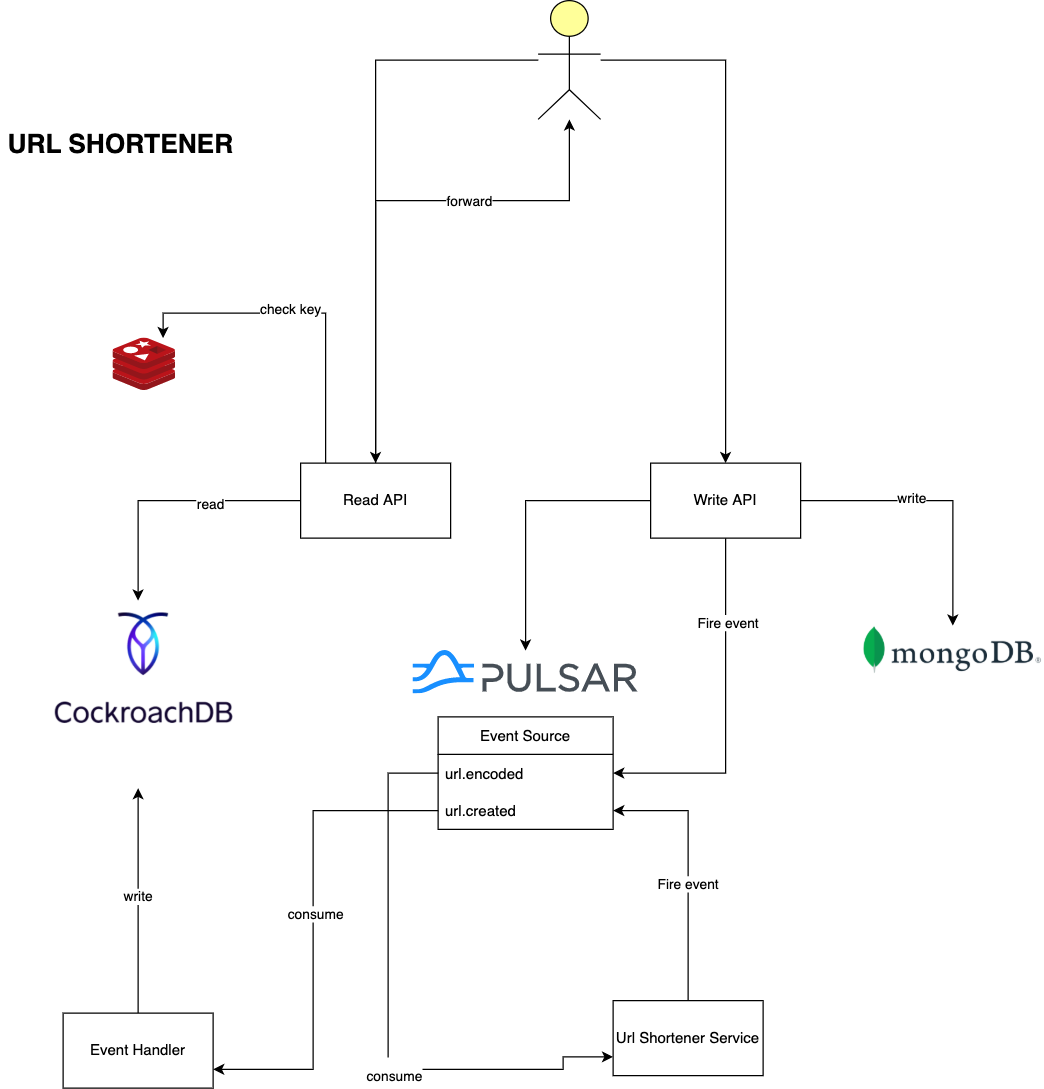 URL SHORTENER
forward
check key
Read API
Write API
read
write
Fire event
mongoDB®
PULSAR
CockroachDB
Event Source
url.encoded
url.created
Fire event
write
consume
Url Shortener Service
Event Handler
consume